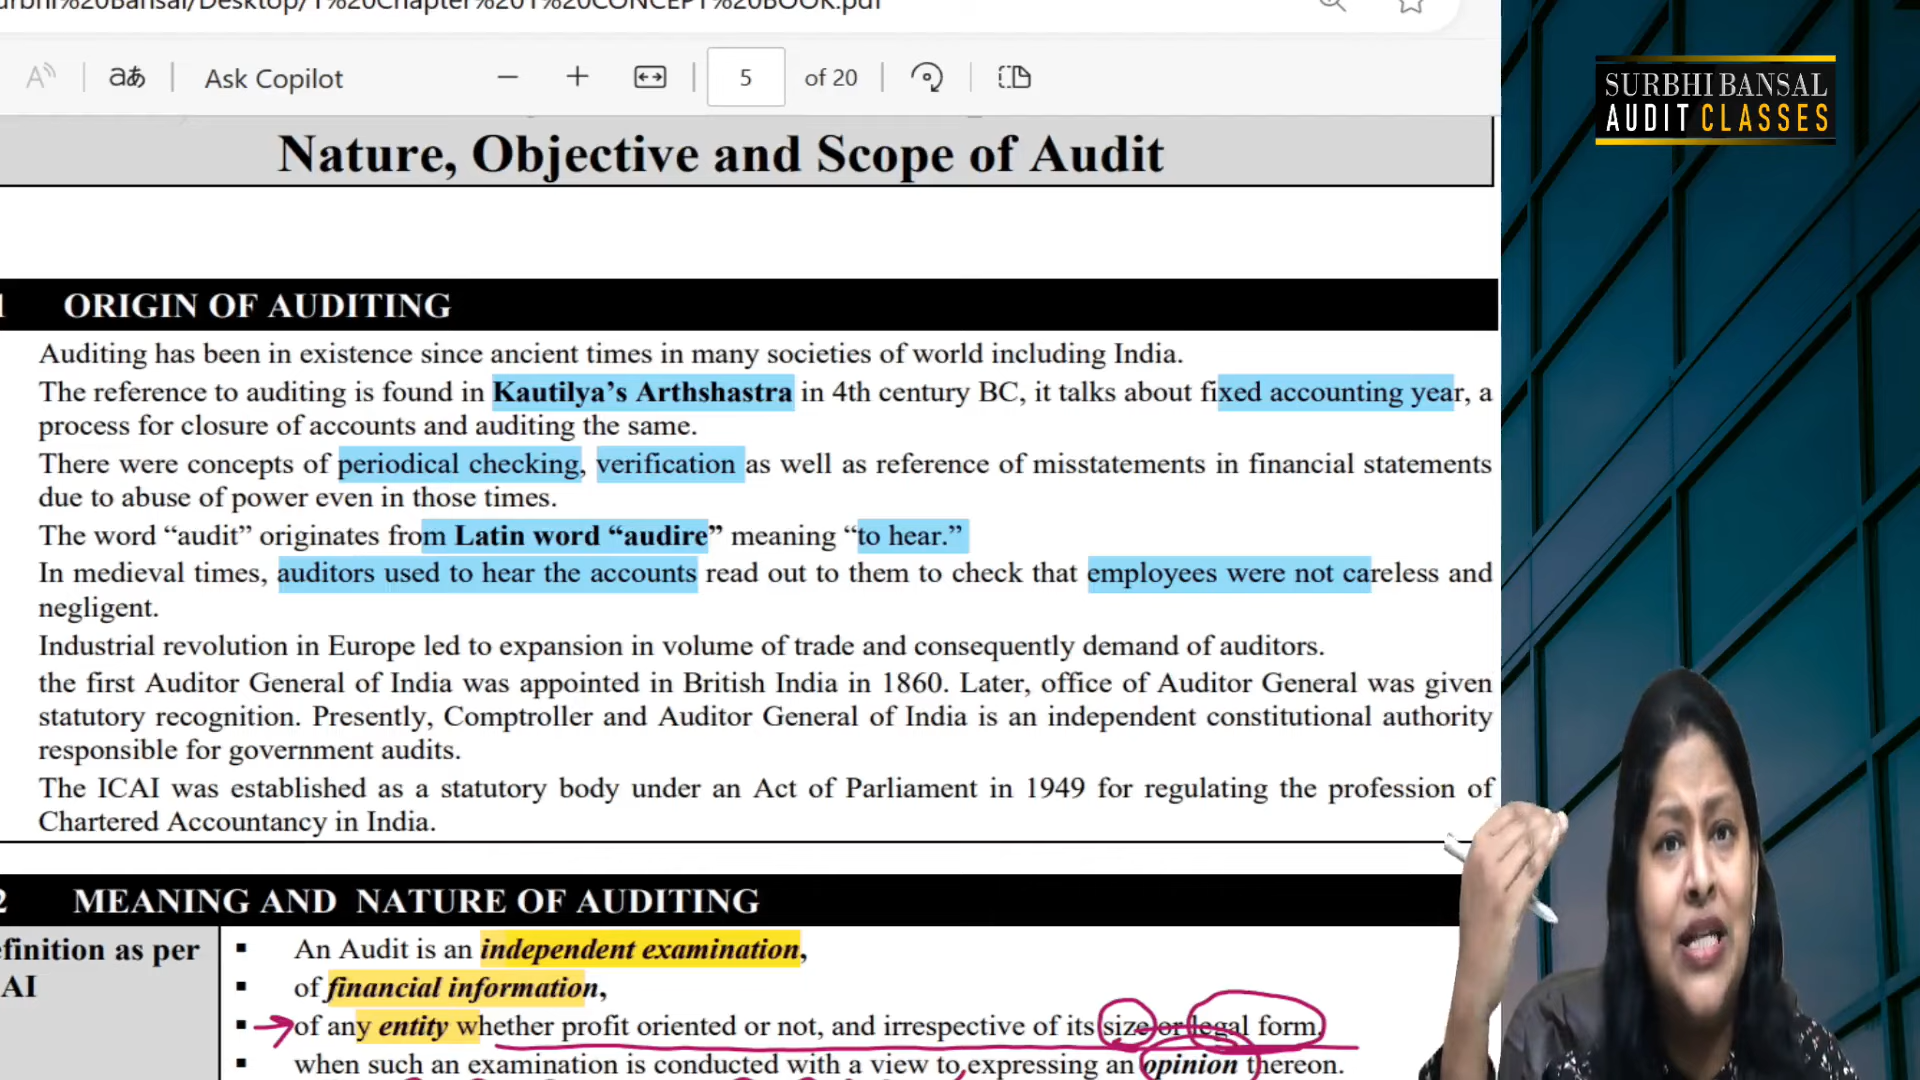 Bansal/Desktop/1%20Chapter%201%20CONCEPT%20BOOK.pdf
Ask Copilot
5
of 20
SURBHI BANSAL
AUDIT CLASSES
Nature, Objective and Scope of Audit
ORIGIN OF AUDITING
Auditing has been in existence since ancient times in many societies of world including India.
The reference to auditing is found in Kautilya's Arthshastra in 4th century BC, it talks about fixed accounting year, a
process for closure of accounts and auditing the same.
There were concepts of periodical checking, verification as well as reference of misstatements in financial statements
due to abuse of power even in those times.
The word “audit” originates from Latin word “audire” meaning “to hear.”
In medieval times, auditors used to hear the accounts read out to them to check that employees were not careless and
negligent.
Industrial revolution in Europe led to expansion in volume of trade and consequently demand of auditors.
the first Auditor General of India was appointed in British India in 1860. Later, office of Auditor General was given
statutory recognition. Presently, Comptroller and Auditor General of India is an independent constitutional authority
responsible for government audits.
The ICAI was established as a statutory body under an Act of Parliament in 1949 for regulating the profession of
Chartered Accountancy in India.
2 MEANING AND NATURE OF AUDITING
efinition as per
AI
▪ An Audit is an independent examination,
▪ of financial information,
▪ of any entity whether profit oriented or not, and irrespective of its size or legal form,
▪ when such an examination is conducted with a view to expressing an opinion thereon.